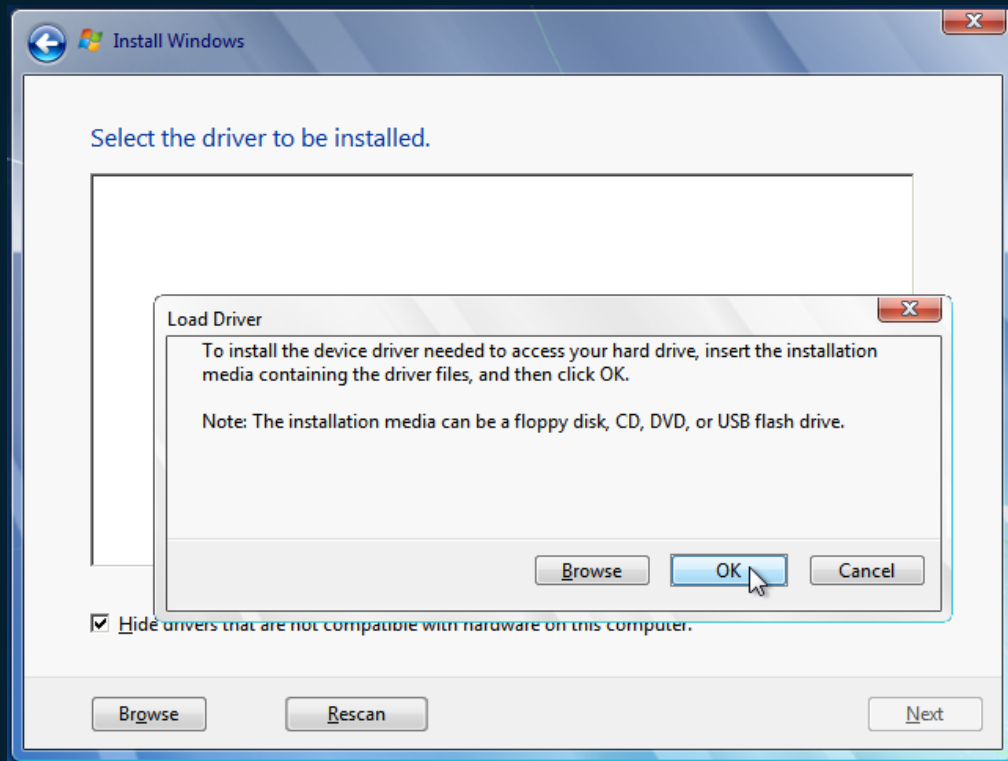 Install Windows
Select the driver to be installed.
Load Driver
To install the device driver needed to access your hard drive, insert the installation
media containing the driver files, and then click OK.
Note: The installation media can be a floppy disk, CD, DVD, or USB flash drive.
Browse
OK
Cancel
Hide drivers that are not compatible with hardware on this computer.
Browse
Rescan
Next